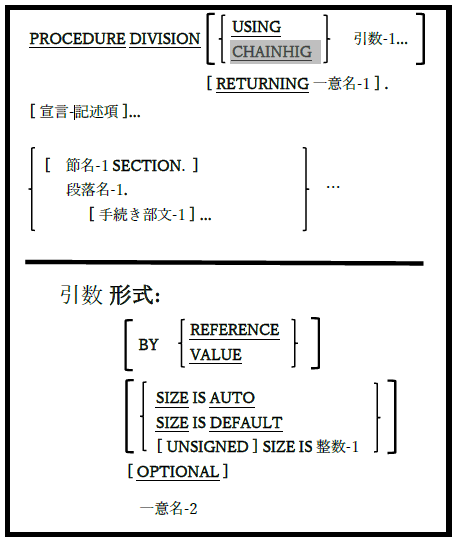 PROCEDURE DIVISION [ { USING
CHAINHIG } 引数-1... ]
[ RETURNING 一意名-1 ] .
[ 宣言-記述項 ]...
{ [ 節名-1 SECTION. ]
段落名-1.
[ 手続き部文-1 ] ... } ...
引数 形式:
[ BY { REFERENCE
VALUE } ]
[ { SIZE IS AUTO
SIZE IS DEFAULT
[ UNSIGNED ] SIZE IS 整数-1 } ]
[ OPTIONAL ]
一意名-2